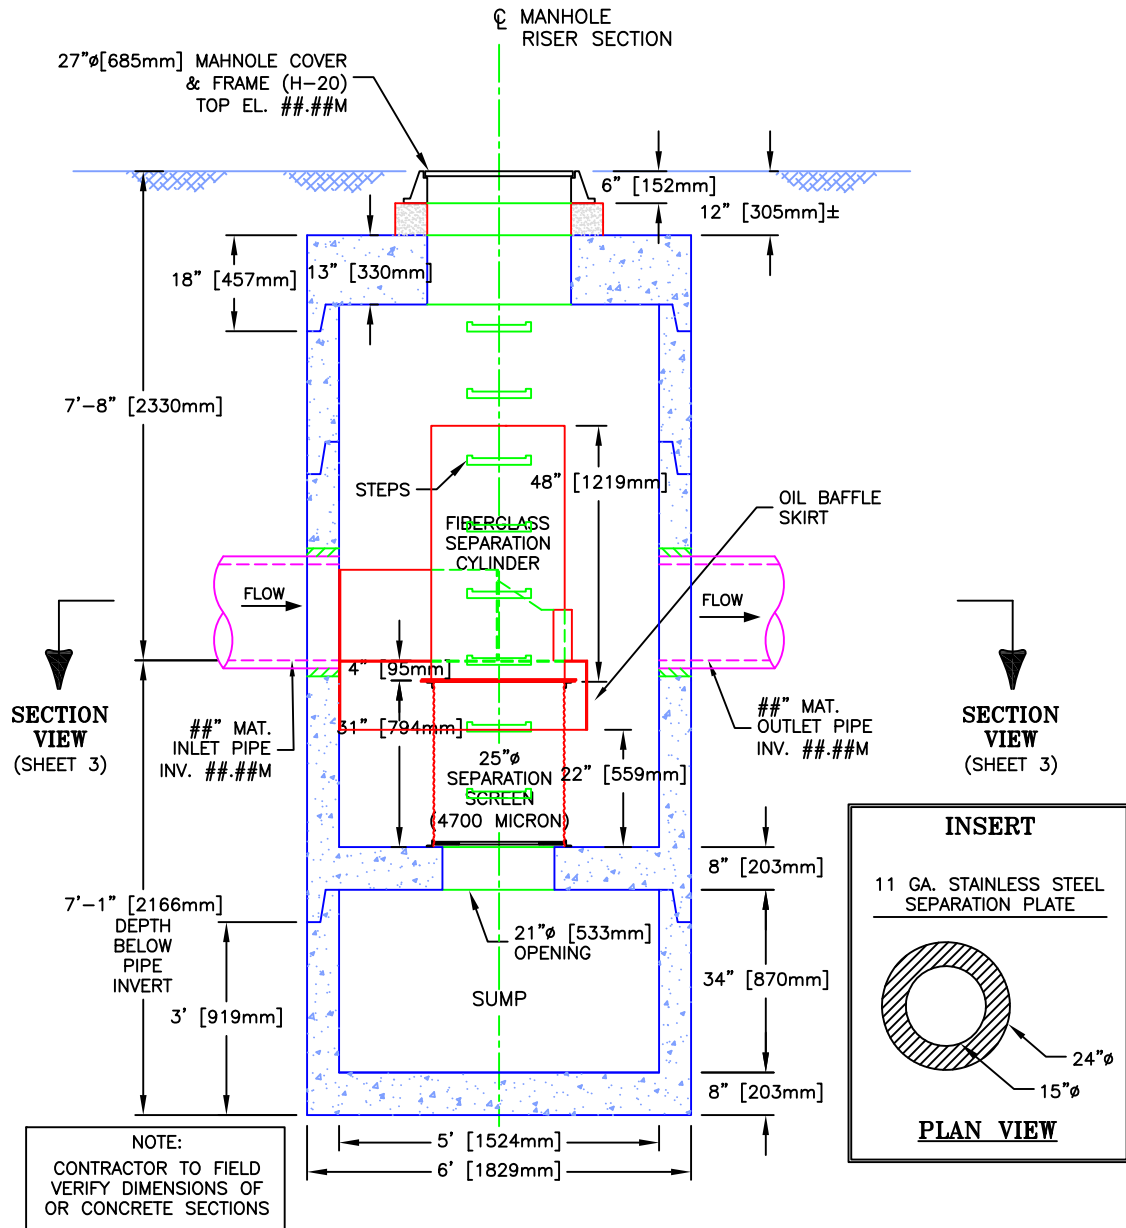 ℄ MANHOLE
RISER SECTION
27"ø[685mm] MAHNOLE COVER
& FRAME (H-20)
TOP EL. ##.##M
6" [152mm]
12" [305mm]±
18" [457mm]
13" [330mm]
7'-8" [2330mm]
STEPS
48" [1219mm]
OIL BAFFLE
SKIRT
FIBERGLASS
SEPARATION
CYLINDER
FLOW
FLOW
4" [95mm]
SECTION
VIEW
(SHEET 3)
##" MAT.
INLET PIPE
INV. ##.##M
31" [794mm]
##" MAT.
OUTLET PIPE
INV. ##.##M
SECTION
VIEW
(SHEET 3)
25"ø
SEPARATION
SCREEN
(4700 MICRON)
22" [559mm]
8" [203mm]
7'-1" [2166mm]
DEPTH
BELOW
PIPE
INVERT
21"ø [533mm]
OPENING
34" [870mm]
SUMP
3' [919mm]
8" [203mm]
5' [1524mm]
6' [1829mm]
NOTE:
CONTRACTOR TO FIELD
VERIFY DIMENSIONS OF
OR CONCRETE SECTIONS
INSERT
11 GA. STAINLESS STEEL
SEPARATION PLATE
24"ø
15"ø
PLAN VIEW